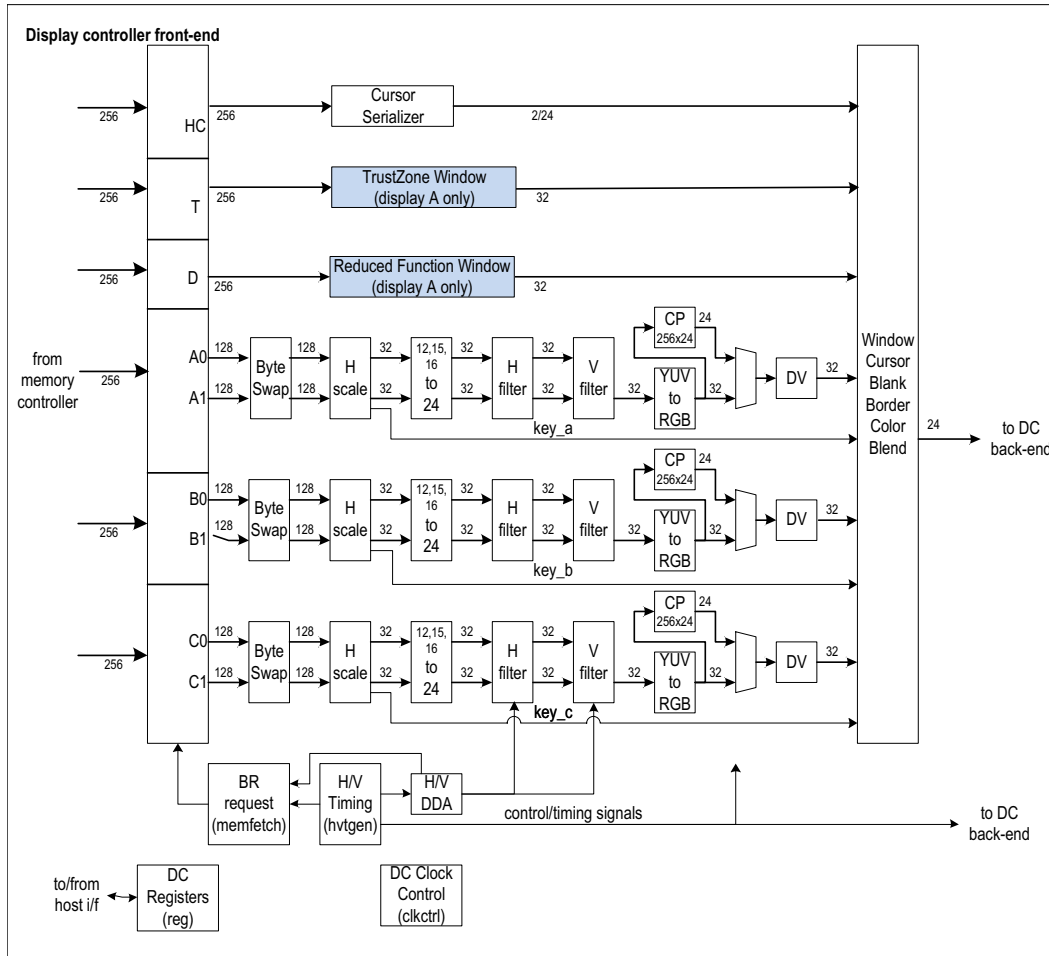 Display controller front-end
256
HC
256
Cursor
Serializer
2/24
256
T
256
TrustZone Window
(display A only)
32
256
D
256
Reduced Function Window
(display A only)
32
from
memory
controller
256
A0
128
A1
128
Byte
Swap
128
128
H
scale
32
32
12,15,
16
to
24
32
32
H
filter
32
32
V
filter
32
CP
256x24
24
YUV
to
RGB
32
DV
32
key_a
256
B0
128
B1
128
Byte
Swap
128
128
H
scale
32
32
12,15,
16
to
24
32
32
H
filter
32
32
V
filter
32
CP
256x24
24
YUV
to
RGB
32
DV
32
key_b
256
C0
128
C1
128
Byte
Swap
128
128
H
scale
32
32
12,15,
16
to
24
32
32
H
filter
32
32
V
filter
32
CP
256x24
24
YUV
to
RGB
32
DV
32
key_c
Window
Cursor
Blank
Border
Color
Blend
24
to DC
back-end
BR
request
(memfetch)
H/V
Timing
(hvtgen)
H/V
DDA
control/timing signals
to DC
back-end
to/from
host i/f
DC
Registers
(reg)
DC Clock
Control
(clkctrl)